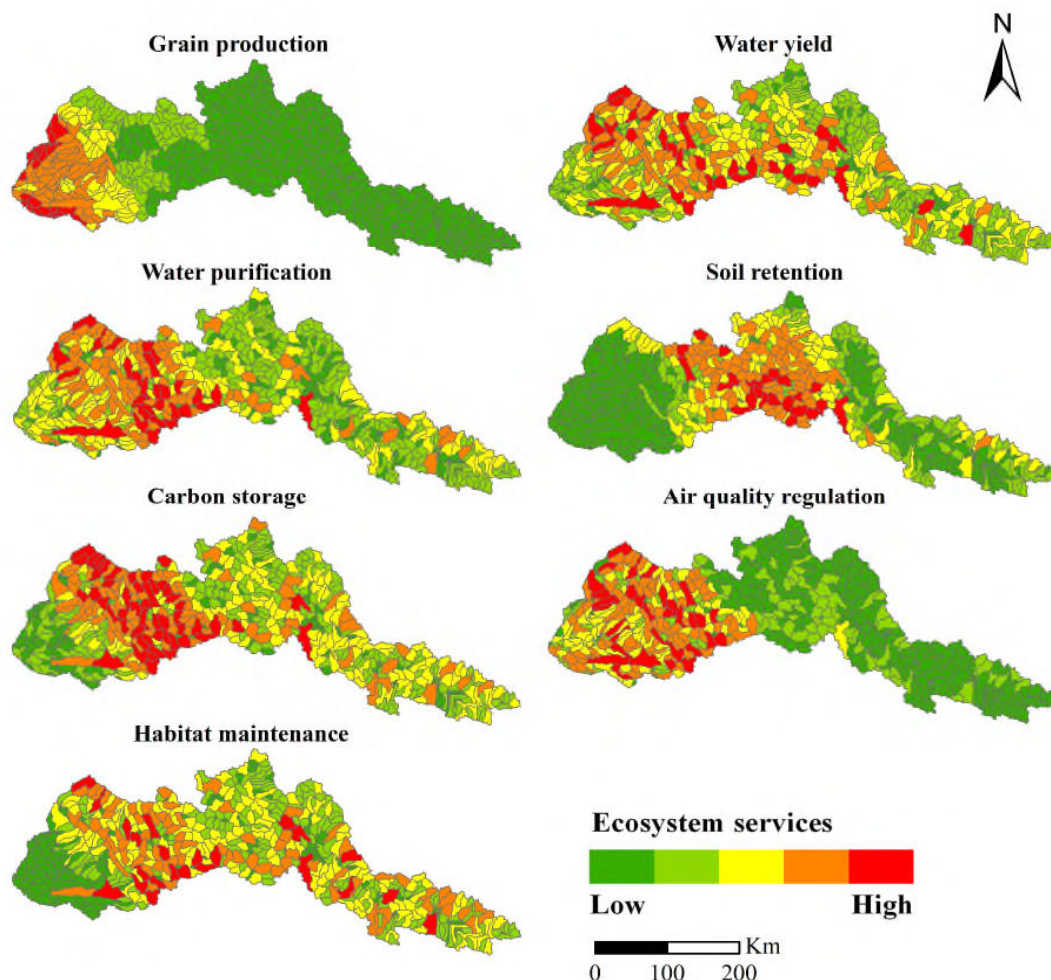 Grain production
Water yield
N
Water purification
Soil retention
Carbon storage
Air quality regulation
Habitat maintenance
Ecosystem services
Low High
Km
0 100 200